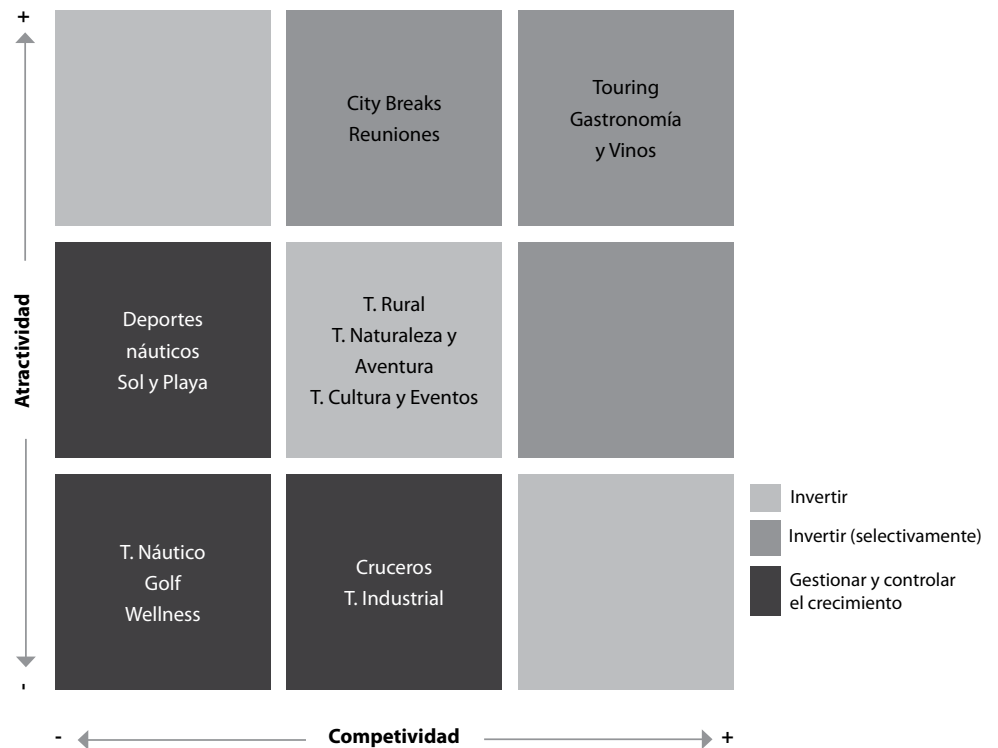 +
City Breaks
Reuniones
Touring
Gastronomía
y Vinos
Atractividad
Deportes
náuticos
Sol y Playa
T. Rural
T. Naturaleza y
Aventura
T. Cultura y Eventos
T. Náutico
Golf
Wellness
Cruceros
T. Industrial
Invertir
Invertir (selectivamente)
Gestionar y controlar
el crecimiento
-
- Competividad +